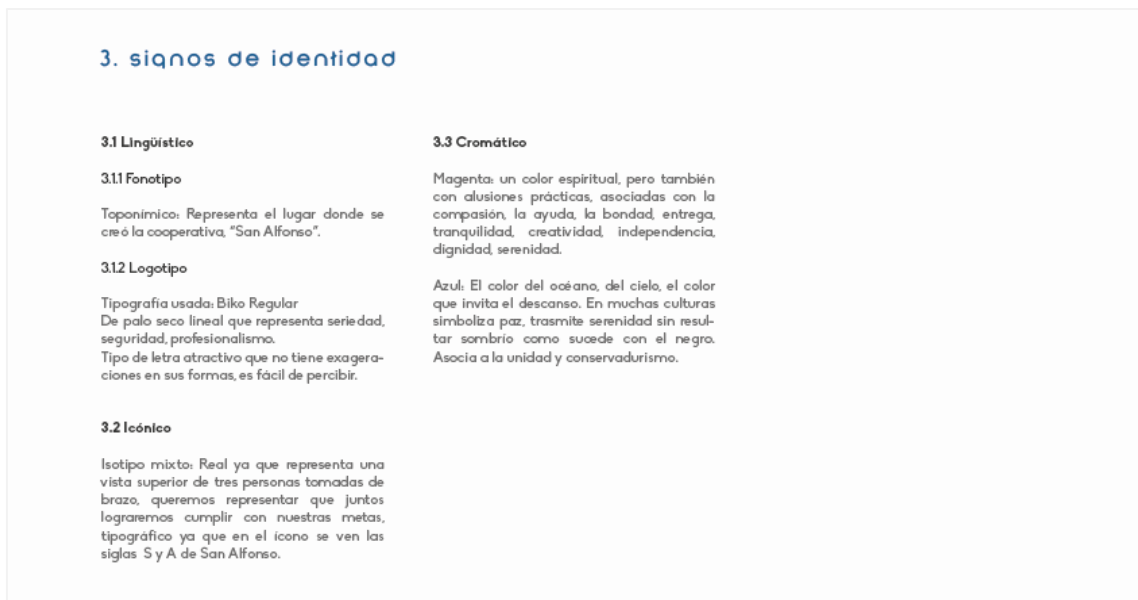 3. signos de identidad
3.1 Lingüístico
3.1.1 Fonotipo
Toponímico: Representa el lugar donde se
creó la cooperativa, “San Alfonso”.
3.1.2 Logotipo
Tipografía usada: Biko Regular
De palo seco lineal que representa seriedad,
seguridad, profesionalismo.
Tipo de letra atractivo que no tiene exagera-
ciones en sus formas, es fácil de percibir.
3.2 Icónico
Isotipo mixto: Real ya que representa una
vista superior de tres personas tomadas de
brazo, queremos representar que juntos
lograremos cumplir con nuestras metas,
tipográfico ya que en el ícono se ven las
siglas S y A de San Alfonso.
3.3 Cromático
Magenta: un color espiritual, pero también
con alusiones prácticas, asociadas con la
compasión, la ayuda, la bondad, entrega,
tranquilidad, creatividad, independencia,
dignidad, serenidad.
Azul: El color del océano, del cielo, el color
que invita el descanso. En muchas culturas
simboliza paz, trasmite serenidad sin resul-
tar sombrío como sucede con el negro.
Asocia a la unidad y conservadurismo.